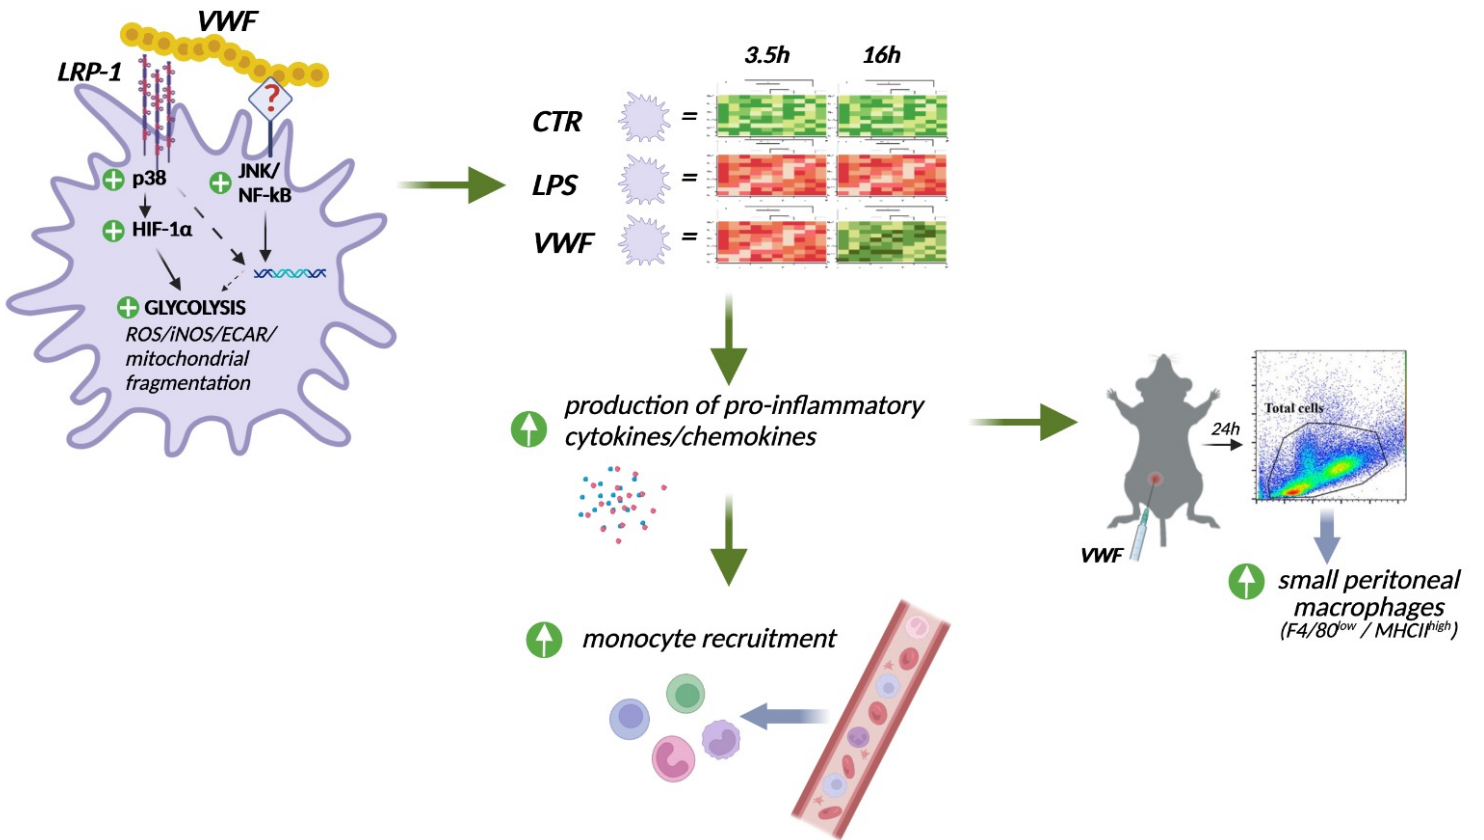 VWF
LRP-1
?
p38
JNK/
NF-kB
HIF-1α
GLYCOLYSIS
ROS/iNOS/ECAR/
mitochondrial
fragmentation
3.5h
16h
CTR
=
LPS
=
VWF
=
production of pro-inflammatory
cytokines/chemokines
monocyte recruitment
VWF
24h
Total cells
small peritoneal
macrophages
(F4/80low / MHCIIhigh)